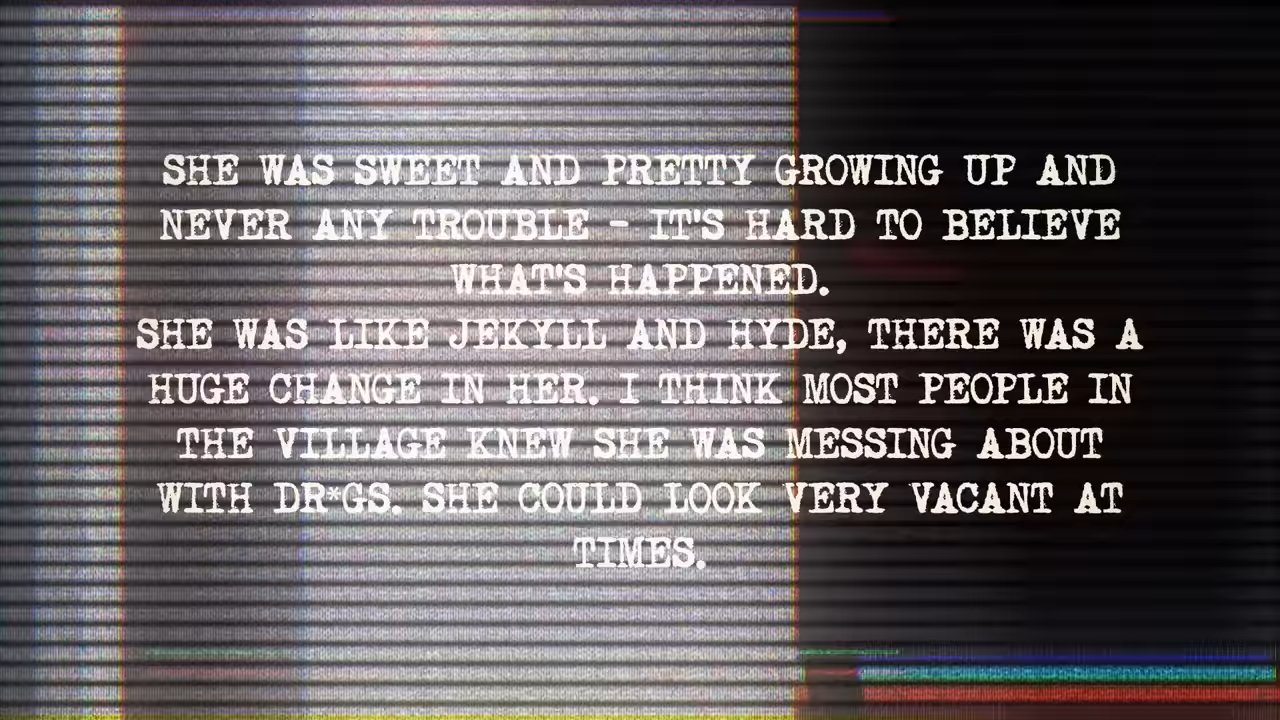 SHE WAS SWEET AND PRETTY GROWING UP AND
NEVER ANY TROUBLE - IT'S HARD TO BELIEVE
WHAT'S HAPPENED.
SHE WAS LIKE JEKYLL AND HYDE, THERE WAS A
HUGE CHANGE IN HER. I THINK MOST PEOPLE IN
THE VILLAGE KNEW SHE WAS MESSING ABOUT
WITH DR*GS. SHE COULD LOOK VERY VACANT AT
TIMES.